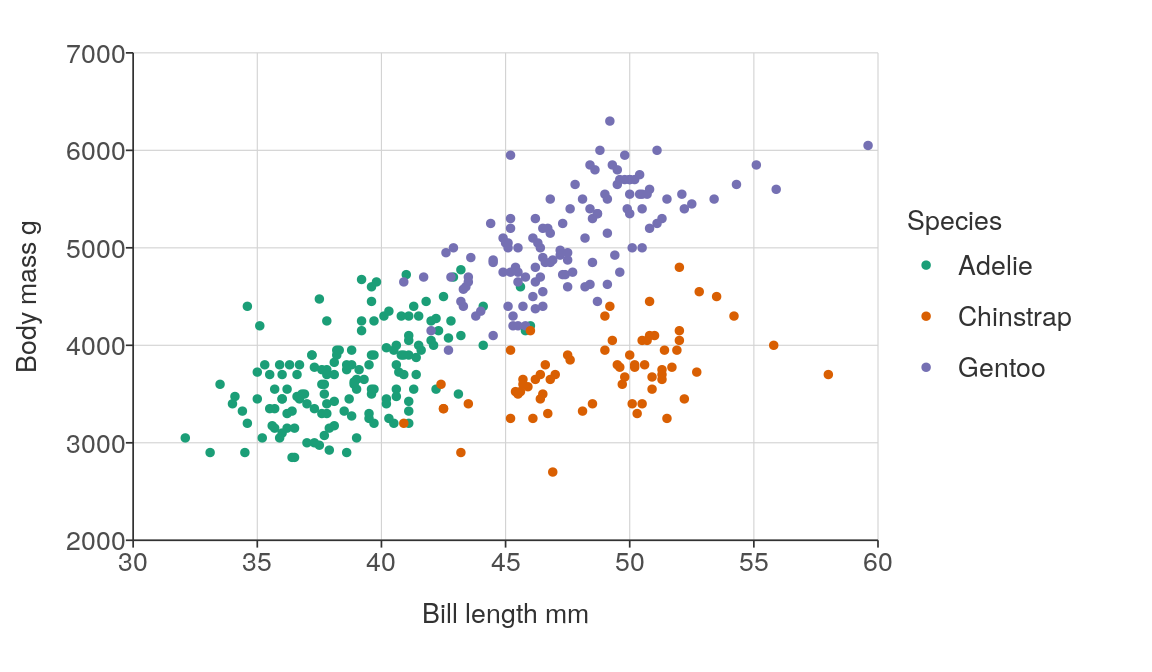 7000
6000
5000
4000
3000
2000
30 35 40 45 50 55 60
Body mass g
Bill length mm
Species
Adelie
Chinstrap
Gentoo